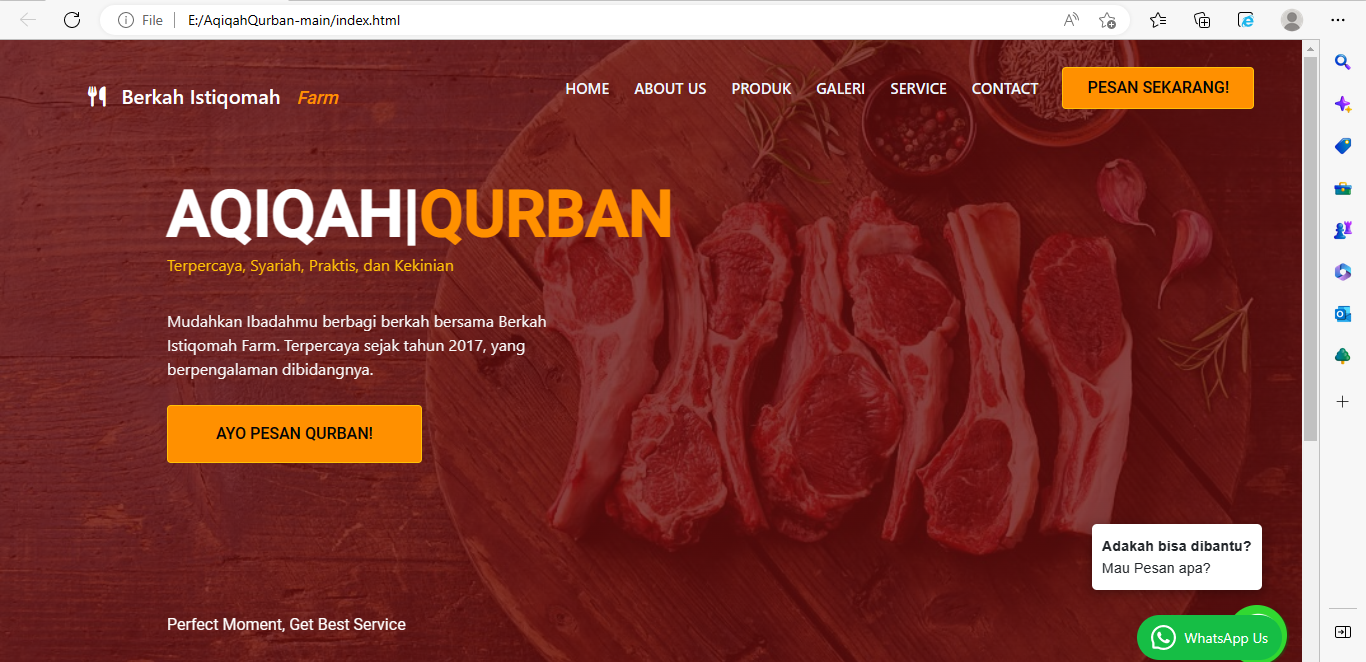 File
E:/AqiqahQurban-main/index.html
Berkah Istiqomah Farm
HOME
ABOUT US
PRODUK
GALERI
SERVICE
CONTACT
PESAN SEKARANG!
AQIQAH|QURBAN
Terpercaya, Syariah, Praktis, dan Kekinian
Mudahkan Ibadahmu berbagi berkah bersama Berkah
Istiqomah Farm. Terpercaya sejak tahun 2017, yang
berpengalaman dibidangnya.
AYO PESAN QURBAN!
Adakah bisa dibantu?
Mau Pesan apa?
Perfect Moment, Get Best Service
WhatsApp Us